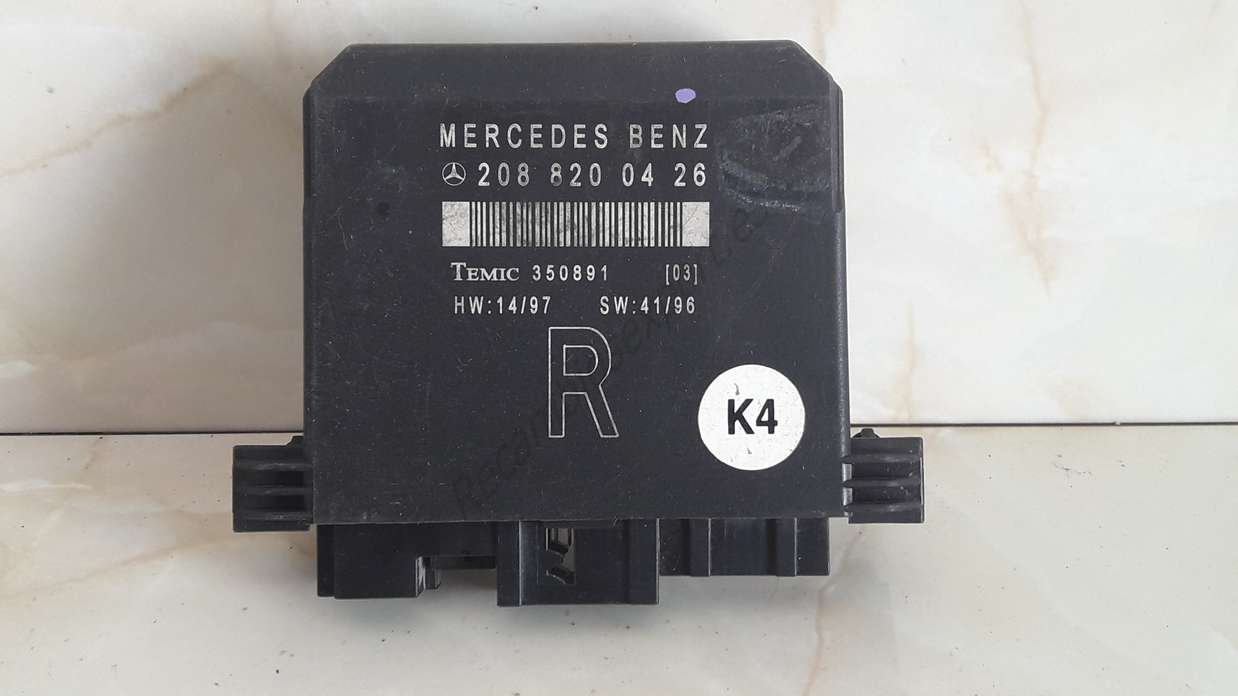 MERCEDES BENZ
208 820 04 26
TEMIC 350891 [03]
HW:14/97 SW:41/96
R
K4